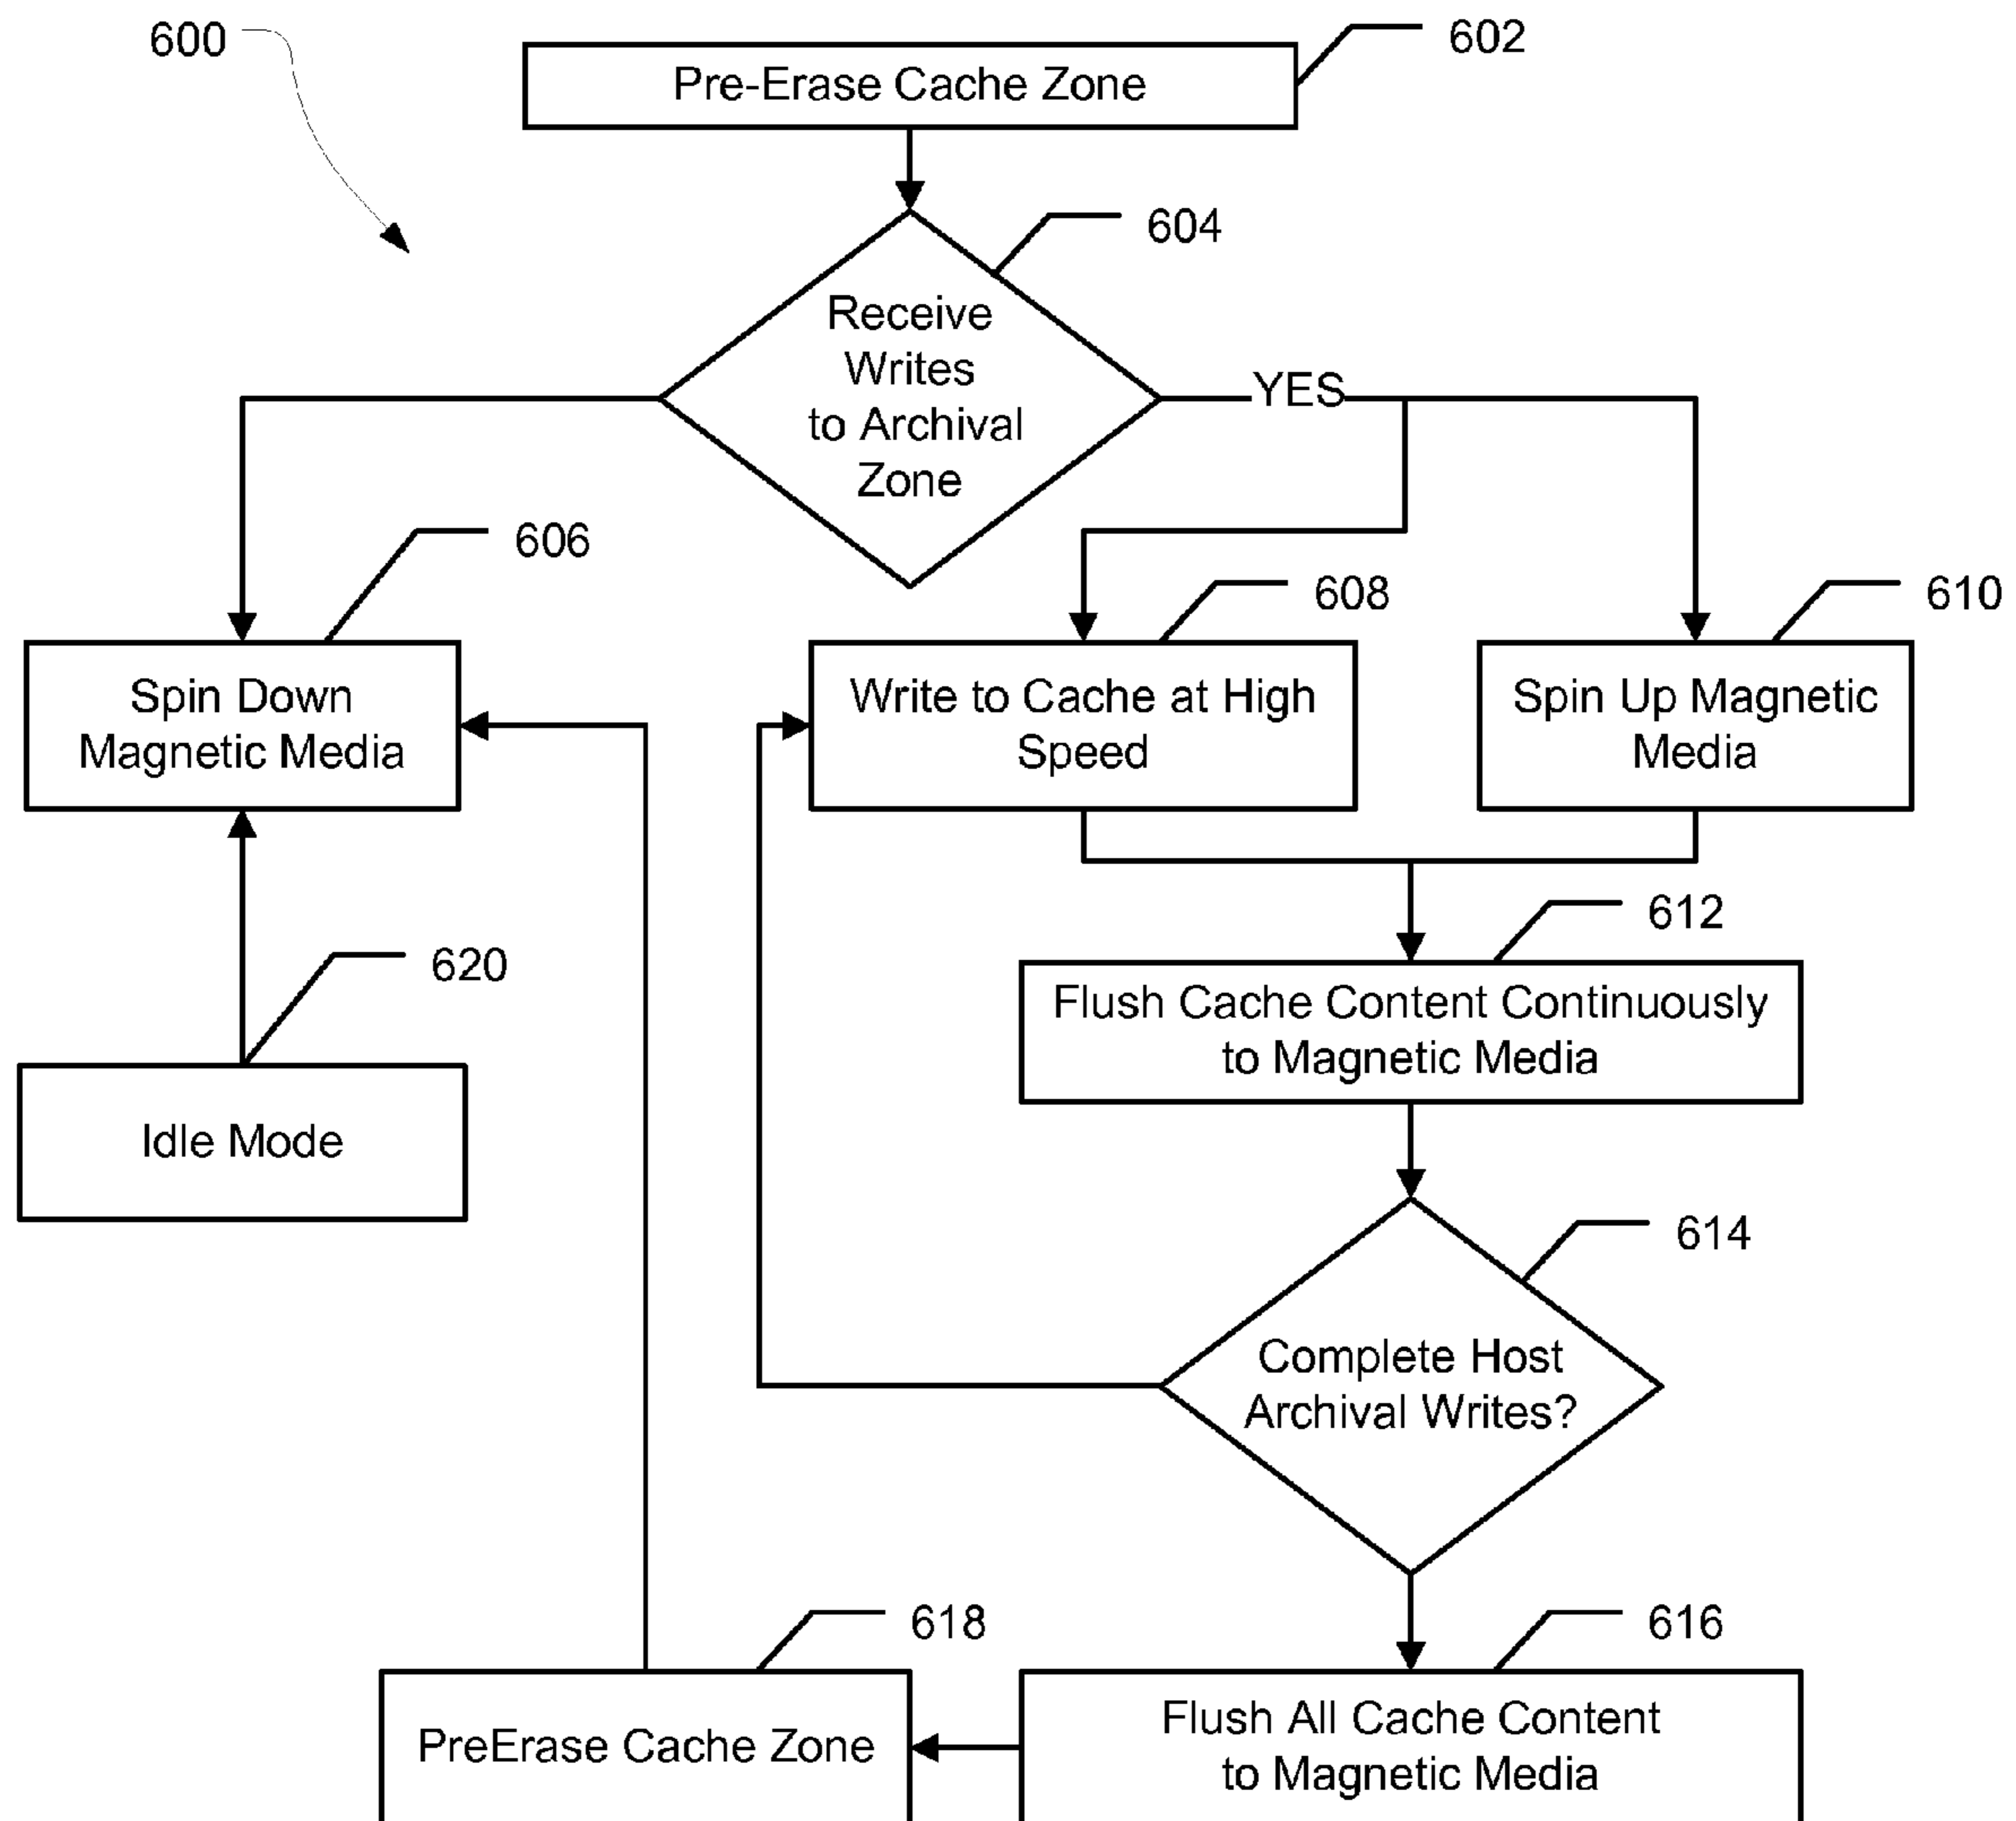 600
602
Pre-Erase Cache Zone
604
Receive
Writes
to Archival
Zone
YES
606
608
610
Spin Down
Magnetic Media
Write to Cache at High
Speed
Spin Up Magnetic
Media
612
620
Flush Cache Content Continuously
to Magnetic Media
Idle Mode
614
Complete Host
Archival Writes?
618
616
PreErase Cache Zone
Flush All Cache Content
to Magnetic Media